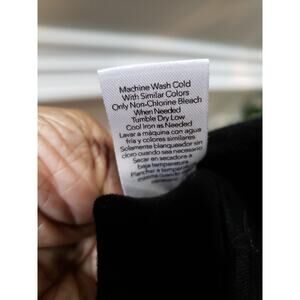 Machine Wash Cold
With Similar Colors
Only Non-Chlorine Bleach
When Needed
Tumble Dry Low
Cool Iron as Needed
Lavar a máquina con agua
fría y colores similares
Solamente blanqueador sin
cloro cuando sea necesario
Secar en secadora a
baja temperatura
Planchar a temperatura